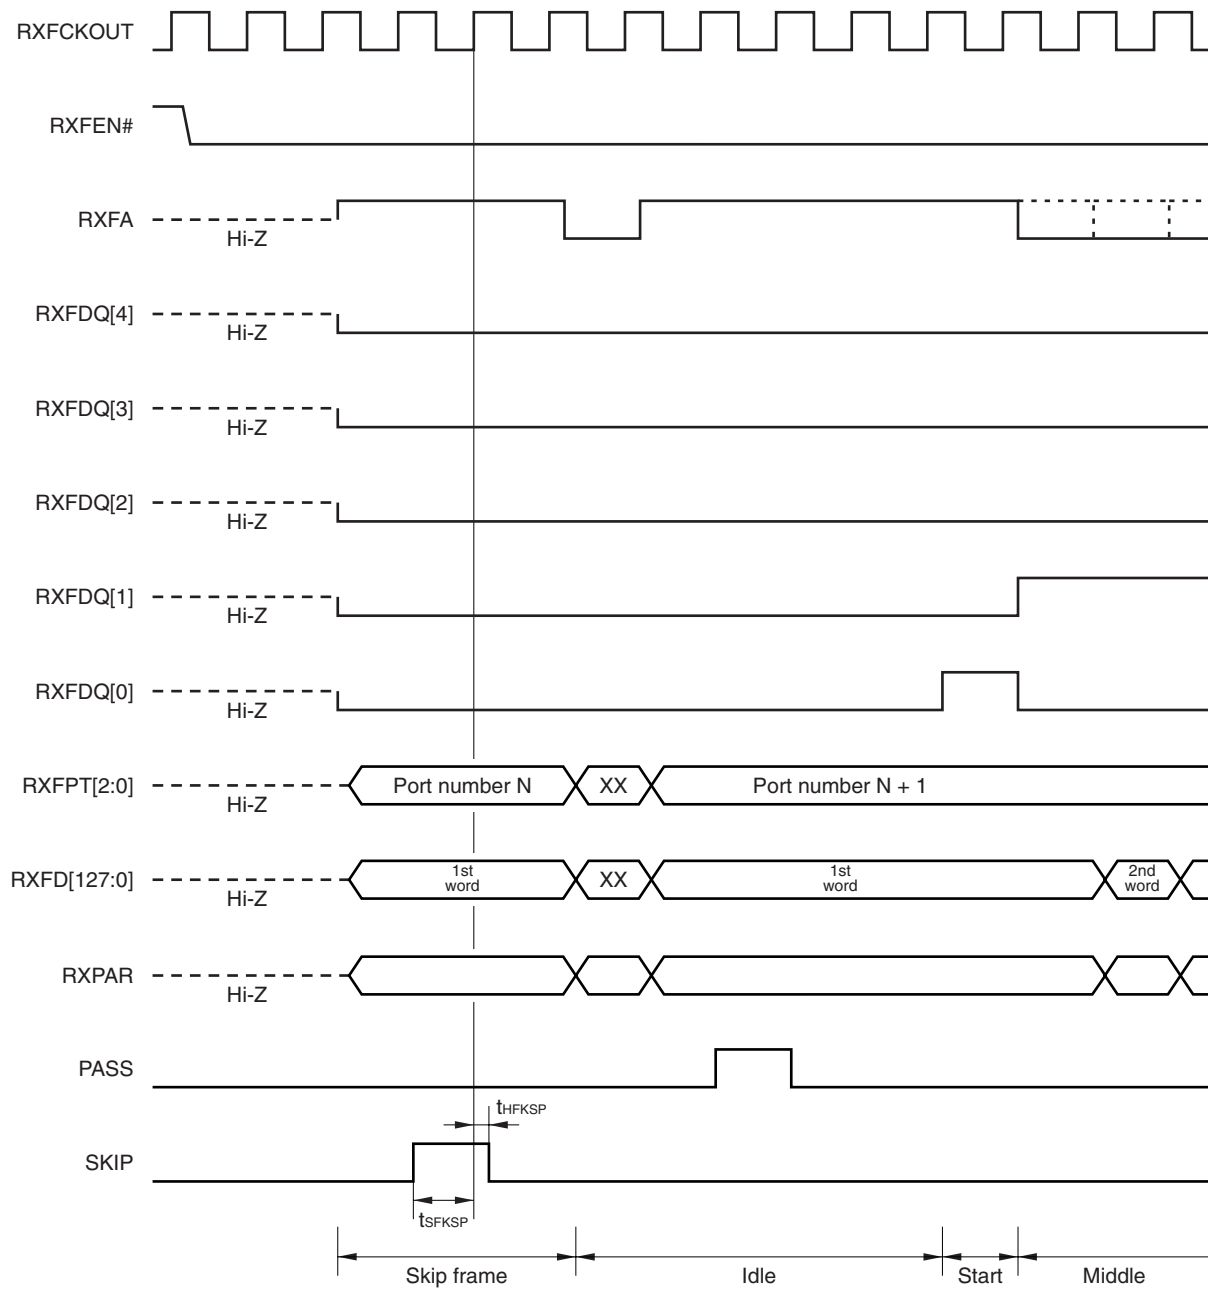 RXFCKOUT
RXFEN#
RXFA
Hi-Z
RXFDQ[4]
Hi-Z
RXFDQ[3]
Hi-Z
RXFDQ[2]
Hi-Z
RXFDQ[1]
Hi-Z
RXFDQ[0]
Hi-Z
RXFPT[2:0]
Hi-Z
Port number N
XX
Port number N + 1
RXFD[127:0]
Hi-Z
1st
word
XX
1st
word
2nd
word
RXPAR
Hi-Z
PASS
tHFKSP
SKIP
tSFKSP
Skip frame
Idle
Start
Middle